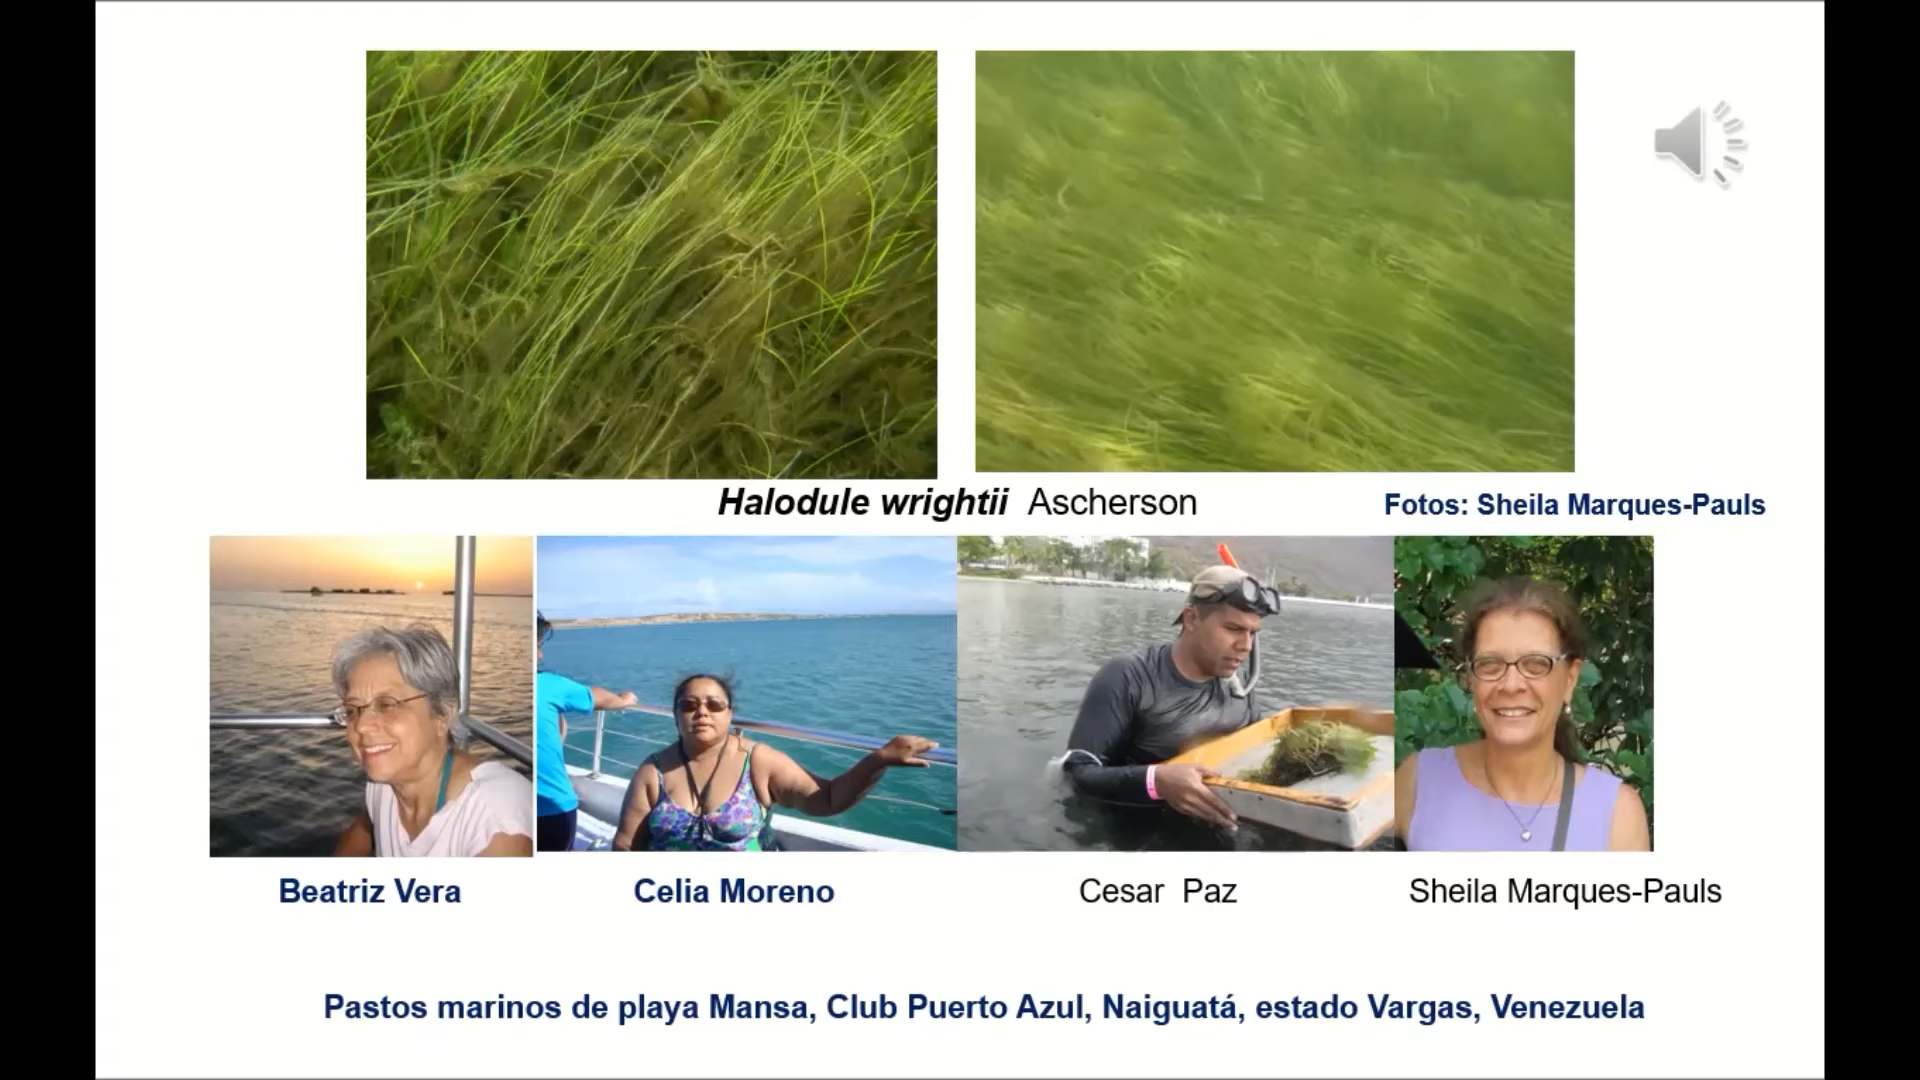 Halodule wrightii Ascherson
Fotos: Sheila Marques-Pauls
Beatriz Vera
Celia Moreno
Cesar Paz
Sheila Marques-Pauls
Pastos marinos de playa Mansa, Club Puerto Azul, Naiguatá, estado Vargas, Venezuela